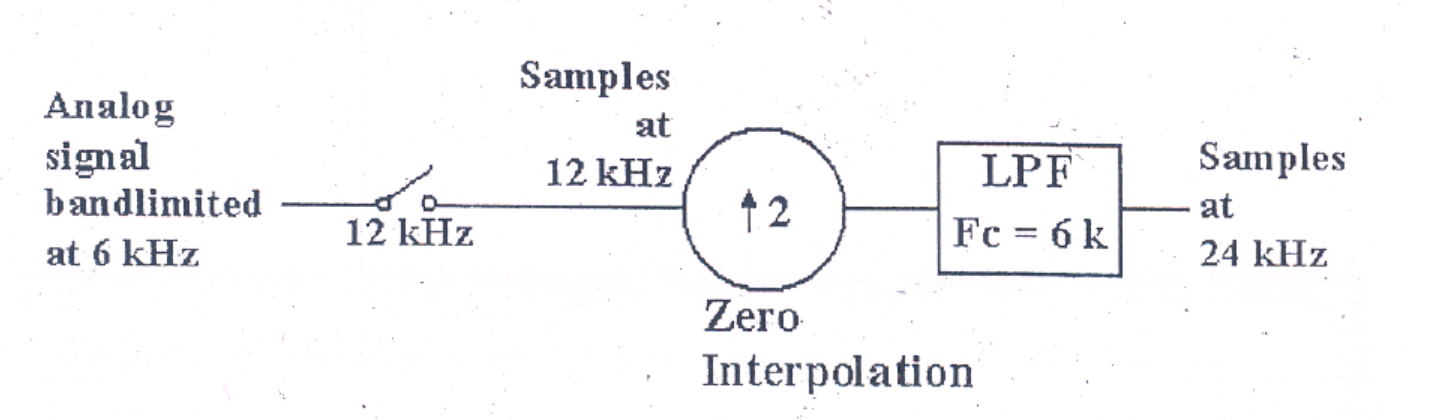 Analog
signal
bandlimited
at 6 kHz
12 kHz
Samples
at
12 kHz
↑2
Zero
Interpolation
LPF
Fc = 6 k
Samples
at
24 kHz